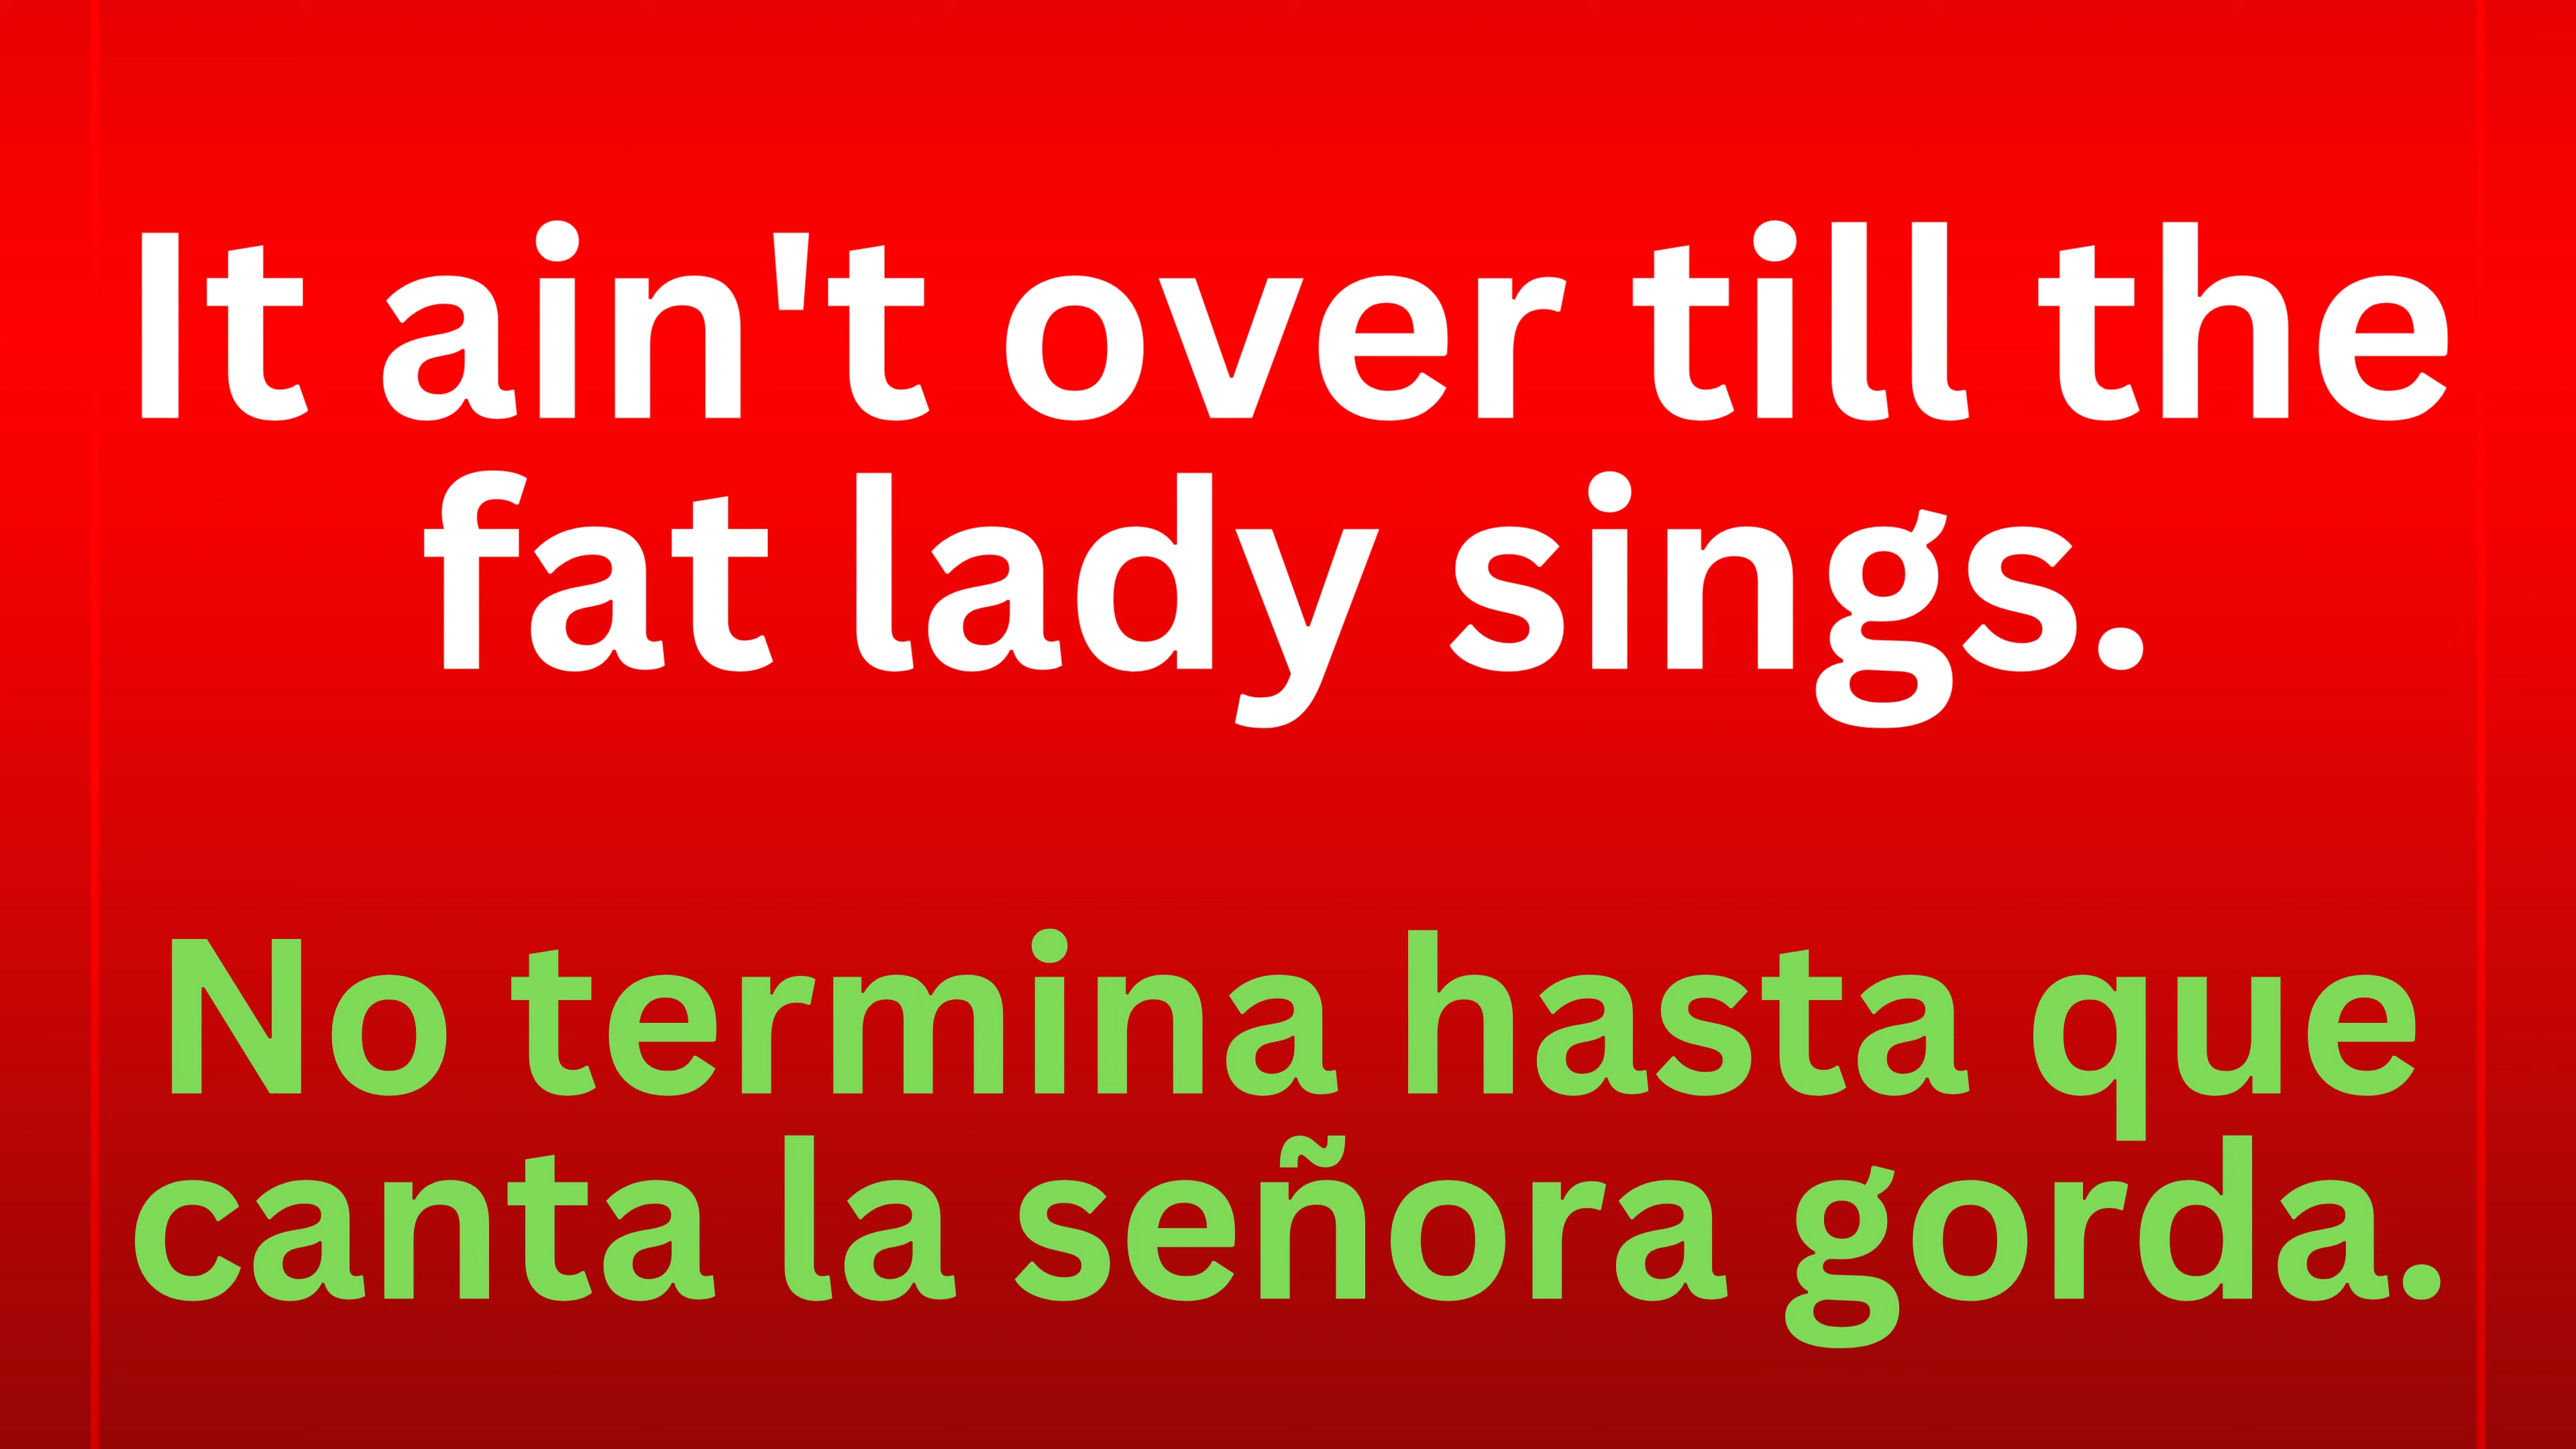 It ain't over till the
fat lady sings.
No termina hasta que
canta la señora gorda.